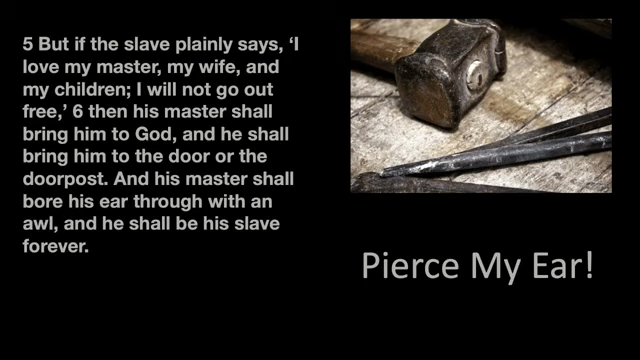 5 But if the slave plainly says, ‘I
love my master, my wife, and
my children; I will not go out
free,’ 6 then his master shall
bring him to God, and he shall
bring him to the door or the
doorpost. And his master shall
bore his ear through with an
awl, and he shall be his slave
forever.
Pierce My Ear!